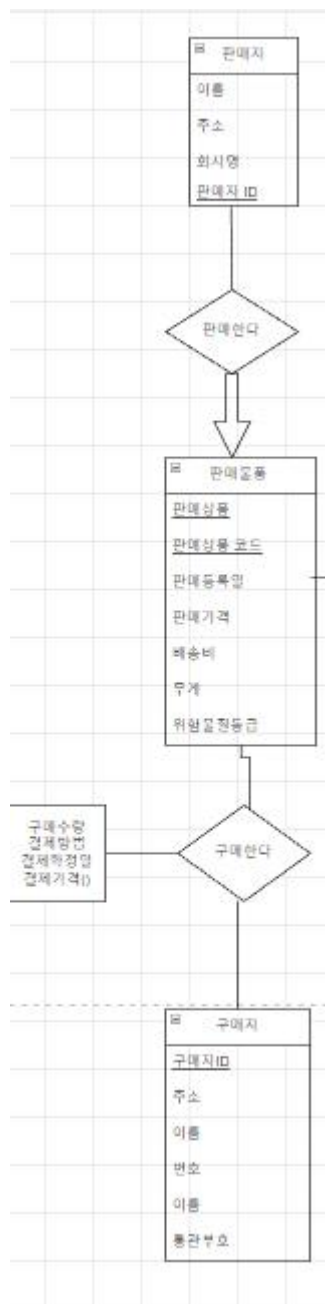 판매자
이름
주소
회사명
판매자 ID
판매한다
판매물품
판매상품
판매상품 코드
판매등록일
판매가격
배송비
무게
위험물질등급
구매수량
결제방법
결제확정일
결제가격()
구매한다
구매자
구매자ID
주소
이름
번호
이름
통관부호